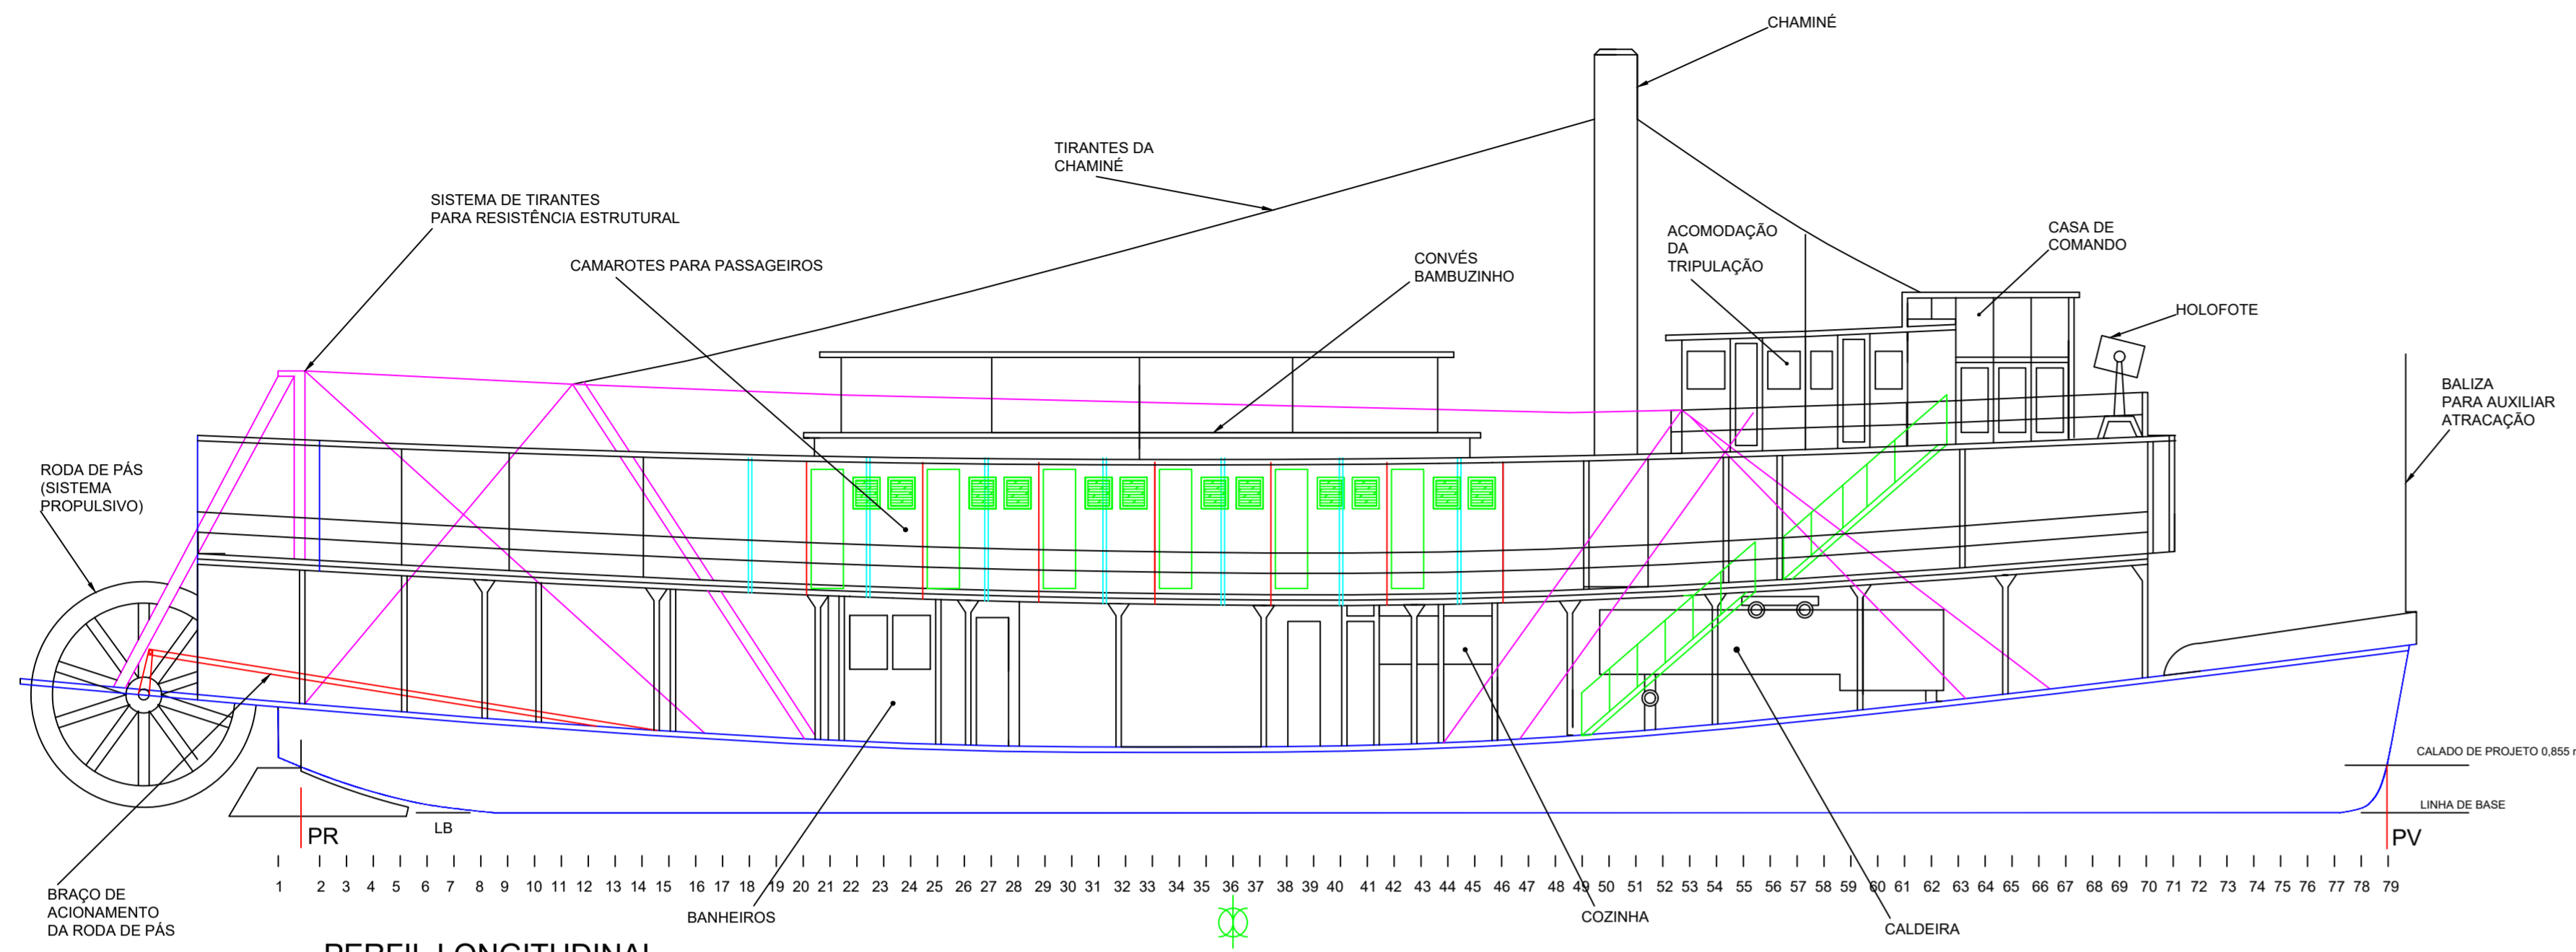 CHAMINÉ
TIRANTES DA
CHAMINÉ
SISTEMA DE TIRANTES
PARA RESISTÊNCIA ESTRUTURAL
CAMAROTES PARA PASSAGEIROS
CONVÉS
BAMBUZINHO
ACOMODAÇÃO
DA
TRIPULAÇÃO
CASA DE
COMANDO
HOLOFOTE
BALIZA
PARA AUXILIAR
ATRACAÇÃO
RODA DE PÁS
(SISTEMA
PROPULSIVO)
CALADO DE PROJETO 0,855 m
LINHA DE BASE
LB
PR
PV
1 2 3 4 5 6 7 8 9 10 11 12 13 14 15 16 17 18 19 20 21 22 23 24 25 26 27 28 29 30 31 32 33 34 35 36 37 38 39 40 41 42 43 44 45 46 47 48 49 50 51 52 53 54 55 56 57 58 59 60 61 62 63 64 65 66 67 68 69 70 71 72 73 74 75 76 77 78 79
BRAÇO DE
ACIONAMENTO
DA RODA DE PÁS
BANHEIROS
COZINHA
CALDEIRA
PERFIL LONGITUDINAL